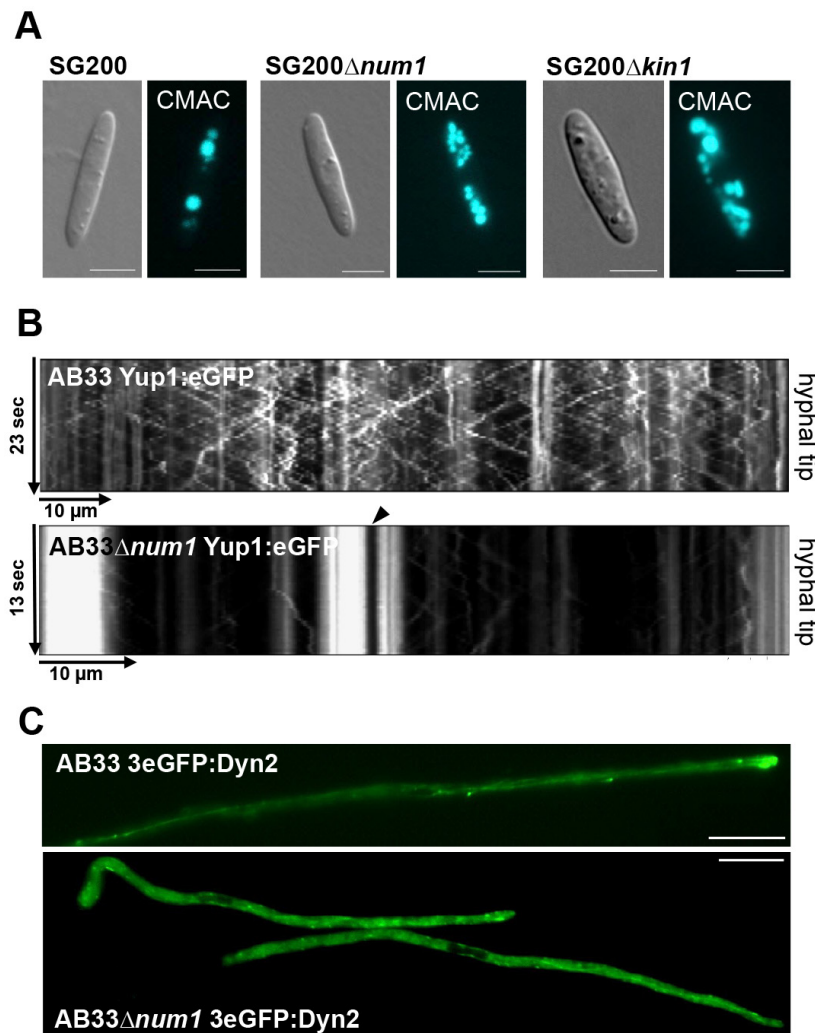 A
SG200
SG200Δnum1
SG200Δkin1
CMAC
CMAC
CMAC
B
AB33 Yup1:eGFP
23 sec
hyphal tip
10 µm
AB33Δnum1 Yup1:eGFP
13 sec
hyphal tip
10 µm
C
AB33 3eGFP:Dyn2
AB33Δnum1 3eGFP:Dyn2